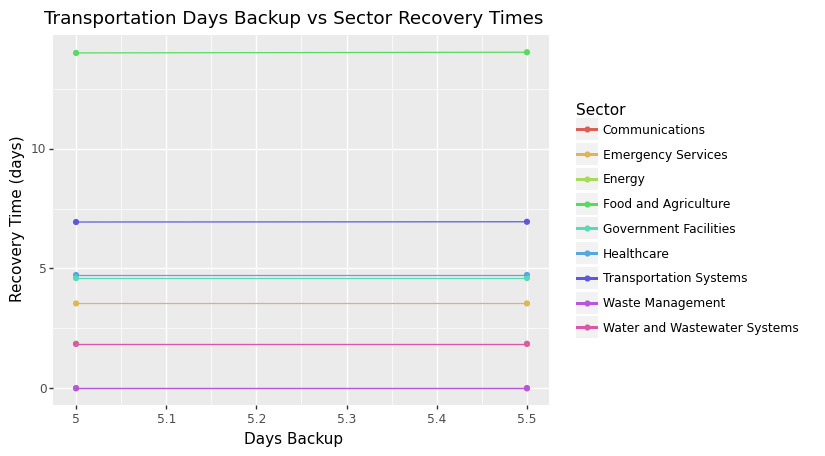 Transportation Days Backup vs Sector Recovery Times
10
5
0
5
5.1
5.2
5.3
5.4
5.5
Days Backup
Recovery Time (days)
Sector
Communications
Emergency Services
Energy
Food and Agriculture
Government Facilities
Healthcare
Transportation Systems
Waste Management
Water and Wastewater Systems